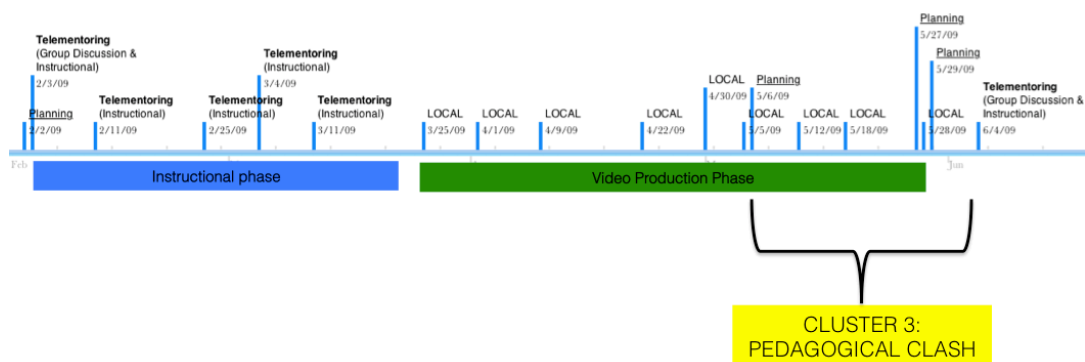 Planning
5/27/09
Telementoring
(Group Discussion &
Instructional)
2/3/09
Telementoring
(Instructional)
3/4/09
Planning
5/29/09
LOCAL
4/30/09
Planning
5/6/09
Telementoring
(Group Discussion &
Instructional)
6/4/09
Planning
2/2/09
Telementoring
(Instructional)
2/11/09
Telementoring
(Instructional)
2/25/09
Telementoring
(Instructional)
3/11/09
LOCAL
3/25/09
LOCAL
4/1/09
LOCAL
4/9/09
LOCAL
4/22/09
LOCAL
5/5/09
LOCAL
5/12/09
LOCAL
5/18/09
LOCAL
5/28/09
Feb
Jun
Instructional phase
Video Production Phase
CLUSTER 3:
PEDAGOGICAL CLASH